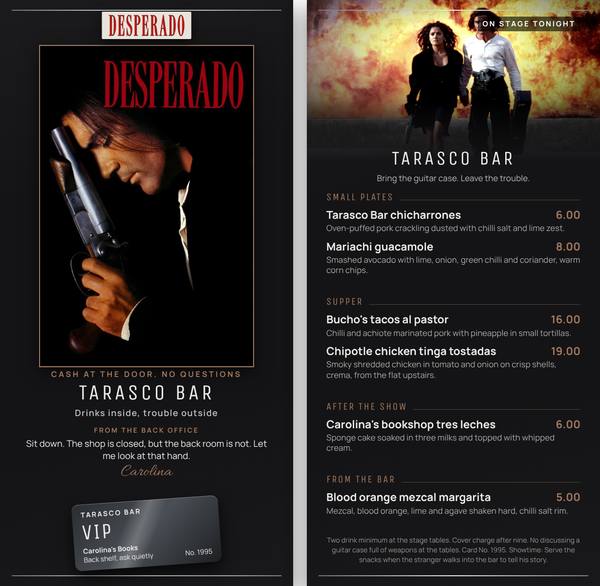 DESPERADO
DESPERADO
CASH AT THE DOOR, NO QUESTIONS
TARASCO BAR
Drinks inside, trouble outside
FROM THE BACK OFFICE
Sit down. The shop is closed, but the back room is not. Let
me look at that hand.
Carolina
TARASCO BAR
VIP
Carolina's Books
Back shelf, ask quietly
No. 1995
ON STAGE TONIGHT
TARASCO BAR
Bring the guitar case. Leave the trouble.
SMALL PLATES
Tarasco Bar chicharrones 6.00
Oven-puffed pork crackling dusted with chilli salt and lime zest.
Mariachi guacamole 8.00
Smashed avocado with lime, onion, green chilli and coriander, warm
corn chips.
SUPPER
Bucho's tacos al pastor 16.00
Chilli and achiote marinated pork with pineapple in small tortillas.
Chipotle chicken tinga tostadas 19.00
Smoky shredded chicken in tomato and onion on crisp shells,
crema, from the flat upstairs.
AFTER THE SHOW
Carolina's bookshop tres leches 6.00
Sponge cake soaked in three milks and topped with whipped
cream.
FROM THE BAR
Blood orange mezcal margarita 5.00
Mezcal, blood orange, lime and agave shaken hard, chilli salt rim.
Two drink minimum at the stage tables. Cover charge after nine. No discussing a
guitar case full of weapons at the tables. Card No. 1995. Showtime: Serve the
snacks when the stranger walks into the bar to tell his story.